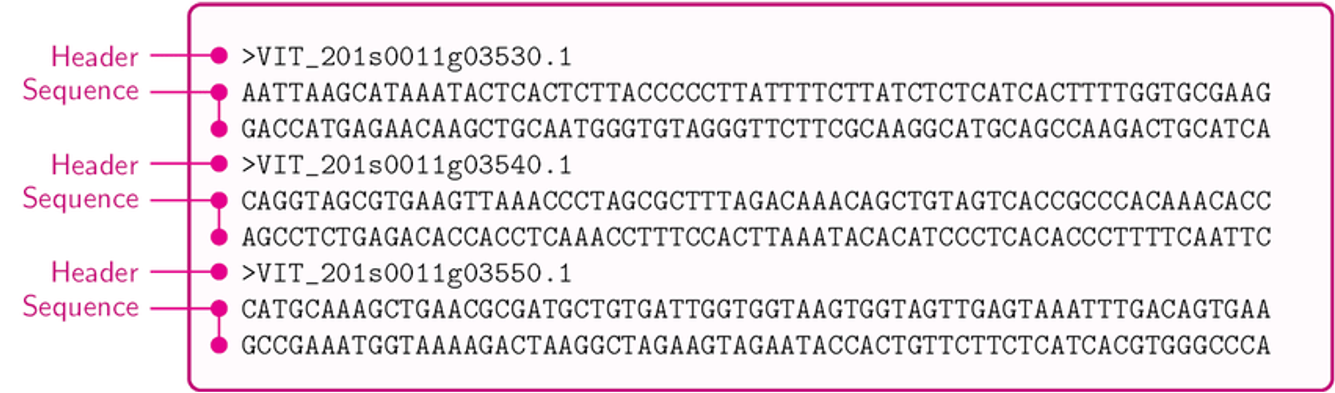 Header
>VIT_201s0011g03530.1
Sequence
AATTAAGCATAAATACTCACTCTTACCCCCTTATTTTCTTATCTCTCATCACTTTTGGTGCGAAG
GACCATGAGAACAAGCTGCAATGGGTGTAGGGTTCTTCGCAAGGCATGCAGCCAAGACTGCATCA
Header
>VIT_201s0011g03540.1
Sequence
CAGGTAGCGTGAAGTTAAACCCTAGCGCTTTAGACAAACAGCTGTAGTCACCGCCCACAAACACC
AGCCTCTGAGACACCACCTCAAACCTTTCCACTTAAATACACATCCCTCACACCCTTTTCAATTC
Header
>VIT_201s0011g03550.1
Sequence
CATGCAAAGCTGAACGCGATGCTGTGATTGGTGGTAAGTGGTAGTTGAGTAAATTTGACAGTGAA
GCCGAAATGGTAAAAGACTAAGGCTAGAAGTAGAATACCACTGTTCTTCTCATCACGTGGGCCCA